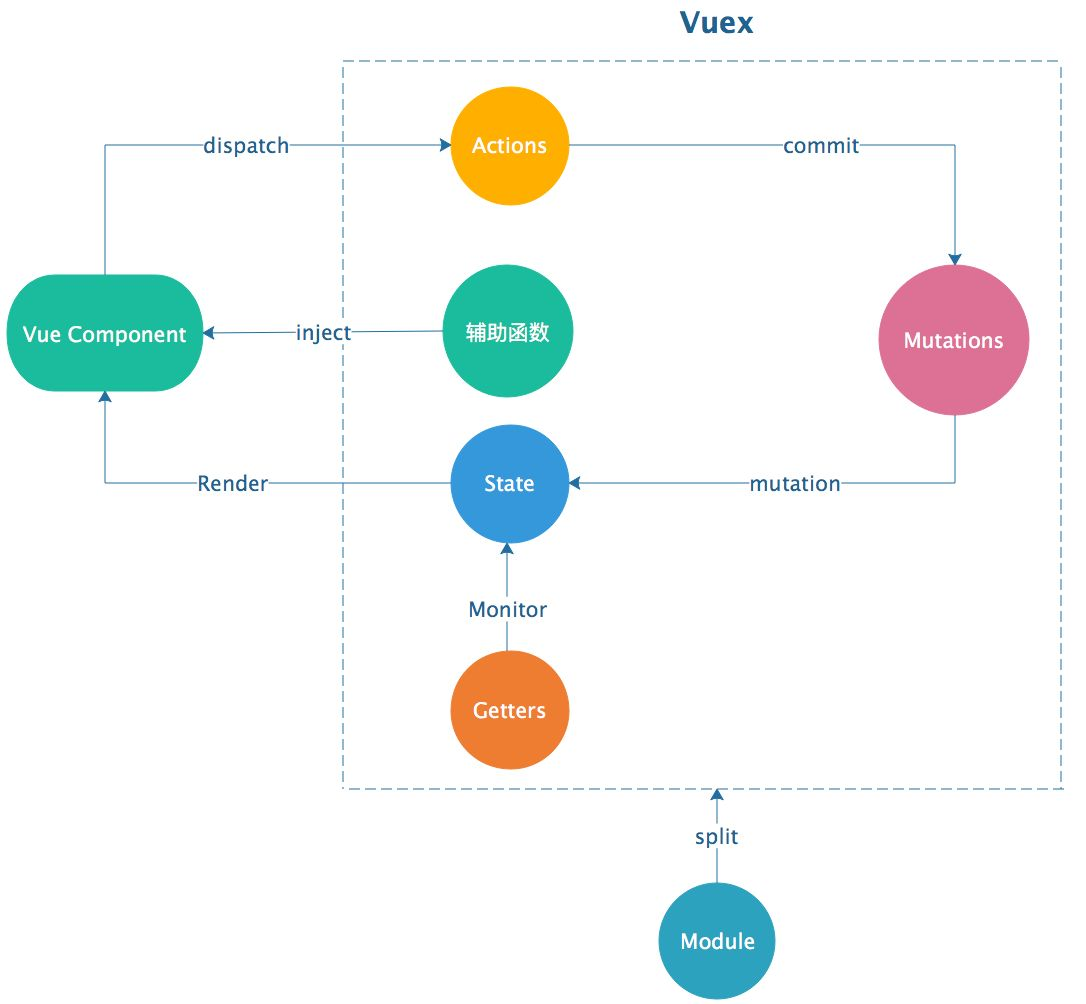 Vuex
dispatch
Actions
commit
Vue Component
inject
辅助函数
Mutations
Render
State
mutation
Monitor
Getters
split
Module